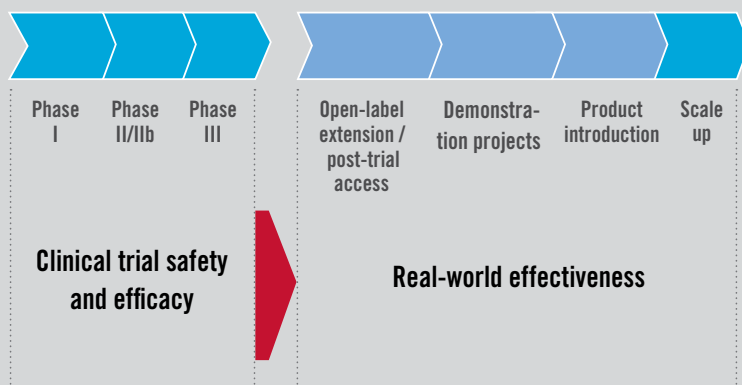 Phase
I
Phase
II/IIb
Phase
III
Open-label
extension /
post-trial
access
Demonstra-
tion projects
Product
introduction
Scale
up
Clinical trial safety
and efficacy
Real-world effectiveness